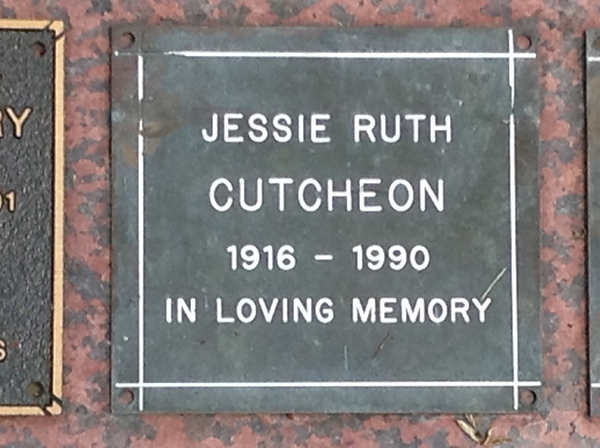 JESSIE RUTH
CUTCHEON
1916 - 1990
IN LOVING MEMORY